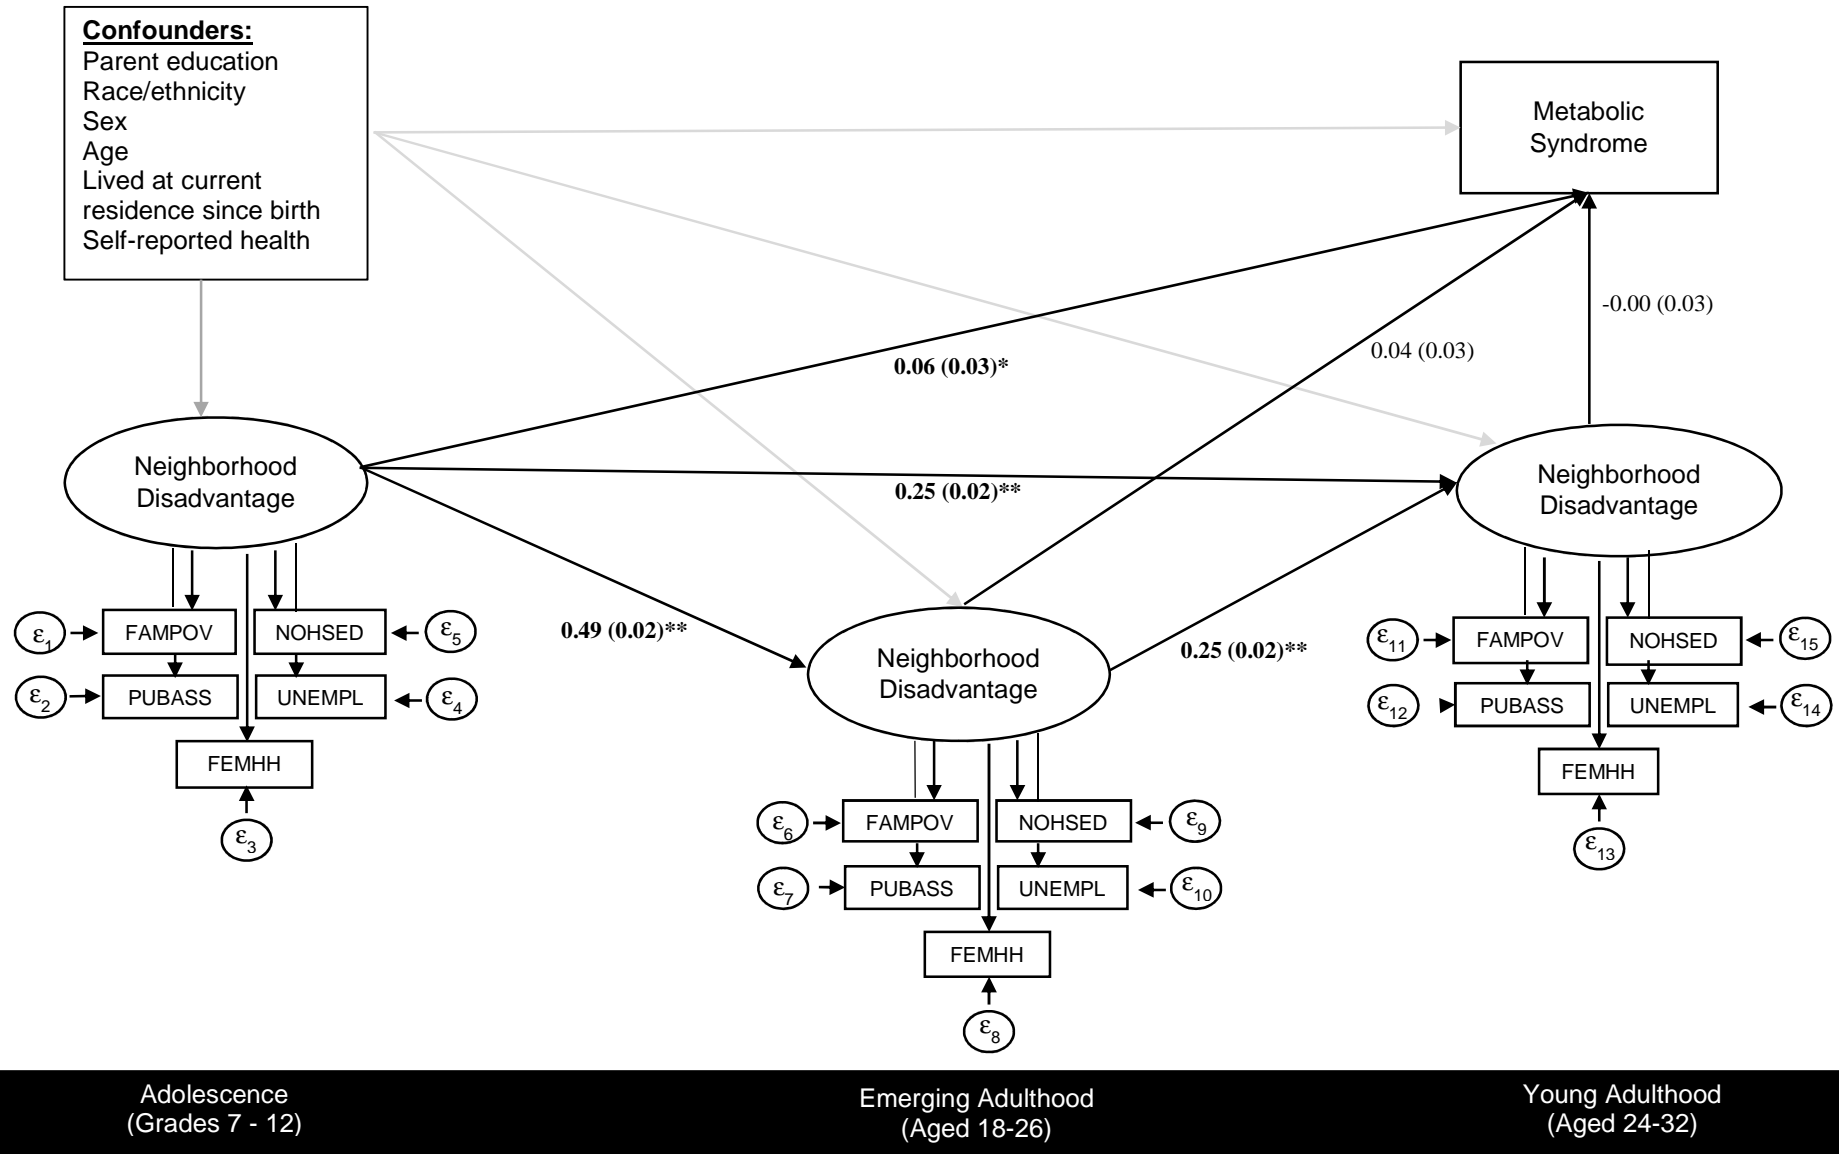 Confounders:
Parent education
Race/ethnicity
Sex
Age
Lived at current
residence since birth
Self-reported health
Metabolic
Syndrome
-0.00 (0.03)
0.04 (0.03)
0.06 (0.03)*
Neighborhood
Disadvantage
0.25 (0.02)**
Neighborhood
Disadvantage
0.49 (0.02)**
Neighborhood
Disadvantage
0.25 (0.02)**
ε1
FAMPOV
NOHSED
ε5
ε2
PUBASS
UNEMPL
ε4
FEMHH
ε3
ε6
FAMPOV
NOHSED
ε9
ε7
PUBASS
UNEMPL
ε10
FEMHH
ε8
ε11
FAMPOV
NOHSED
ε15
ε12
PUBASS
UNEMPL
ε14
FEMHH
ε13
Adolescence
(Grades 7 - 12)
Emerging Adulthood
(Aged 18-26)
Young Adulthood
(Aged 24-32)